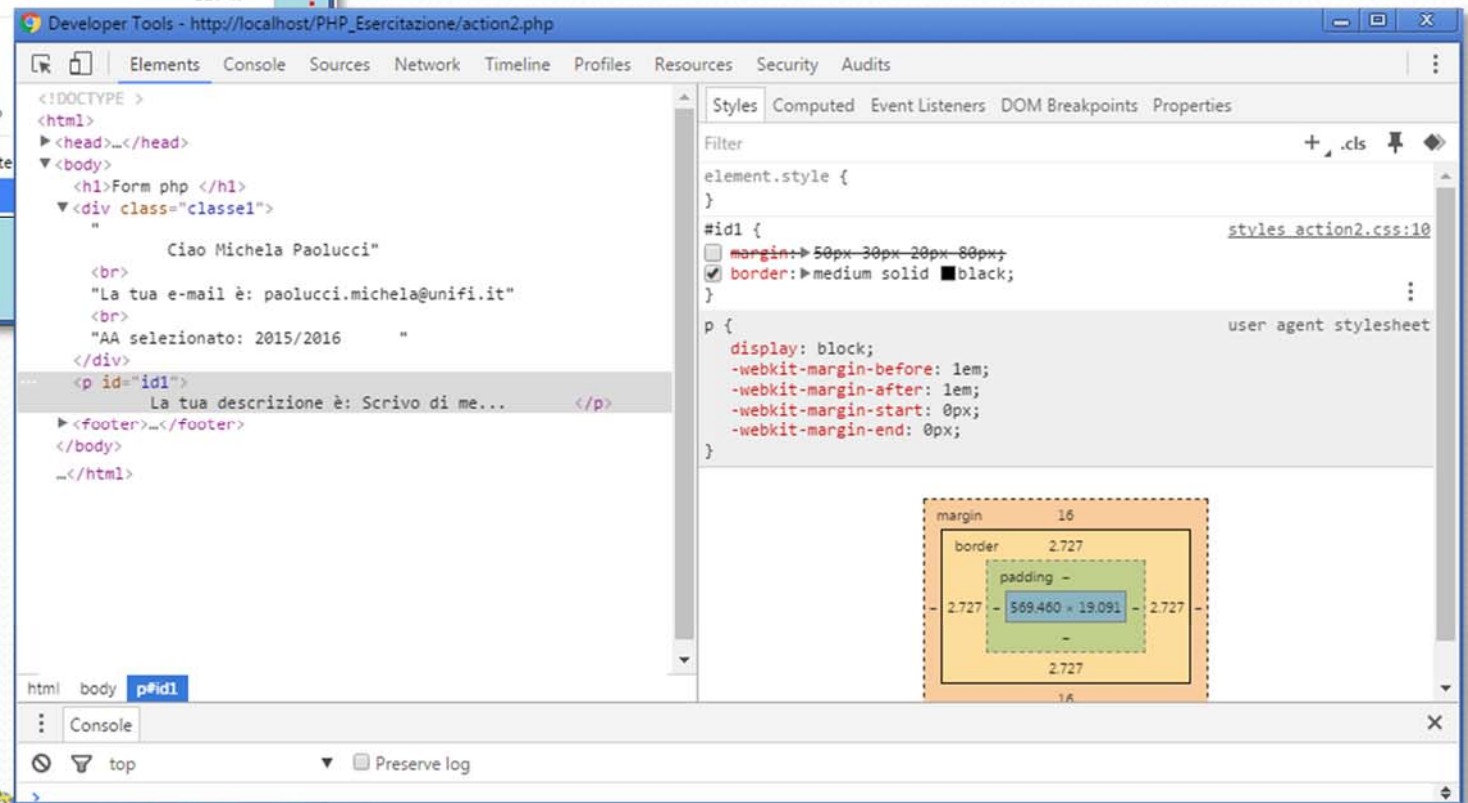 Developer Tools - http://localhost/PHP_Esercitazione/action2.php
Elements Console Sources Network Timeline Profiles Resources Security Audits
<!DOCTYPE >
<html>
<head>…</head>
<body>
<h1>Form php </h1>
<div class="classe1">
"
Ciao Michela Paolucci"
<br>
"La tua e-mail è: paolucci.michela@unifi.it"
<br>
"AA selezionato: 2015/2016 "
</div>
<p id="id1">
La tua descrizione è: Scrivo di me... </p>
<footer>…</footer>
</body>
…</html>
html body p#id1
Styles Computed Event Listeners DOM Breakpoints Properties
Filter + .cls
element.style {
}
#id1 { styles action2.css:10
margin: 50px 30px 20px 80px;
border: medium solid black;
}
p { user agent stylesheet
display: block;
-webkit-margin-before: 1em;
-webkit-margin-after: 1em;
-webkit-margin-start: 0px;
-webkit-margin-end: 0px;
}
margin 16
border 2.727
padding -
- 2.727 - 569.460 × 19.091 - 2.727 -
-
2.727
16
Console
top Preserve log
>